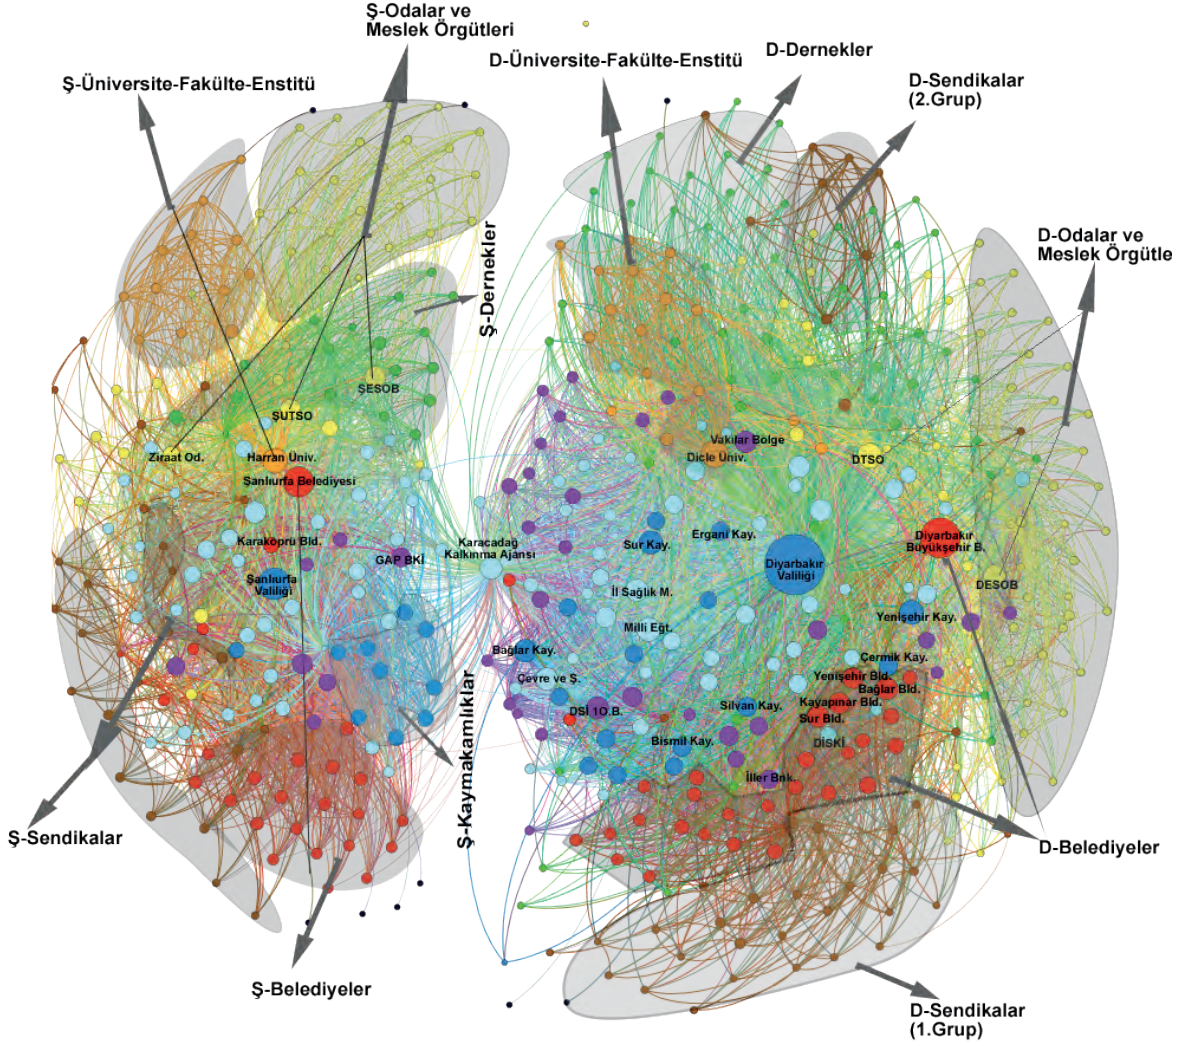 Ş-Odalar ve
Meslek Örgütleri
D-Dernekler
D-Üniversite-Fakülte-Enstitü
Ş-Üniversite-Fakülte-Enstitü
D-Sendikalar
(2.Grup)
D-Odalar ve
Meslek Örgütle
Ş-Dernekler
ŞESOB
ŞUTSO
Ziraat Od.
Harran Üniv.
Şanlıurfa Belediyesi
Vakılar Bolge
Dicle Üniv.
DTSO
Karaköprü Bld.
GAP BKİ
Karacadağ
Kalkınma Ajansı
Sur Kay.
Ergani Kay.
Diyarbakır
Büyükşehir B.
Şanlıurfa
Valiliği
Diyarbakır
Valiliği
İl Sağlık M.
DESOB
Milli Eğt.
Yenişehir Kay.
Bağlar Kay.
Çermik Kay.
Çevre ve Ş.
Yenişehir Bld.
Bağlar Bld.
Kayapınar Bld.
DSİ 1O.B.
Silvan Kay.
Sur Bld.
Bismil Kay.
DİSKİ
İller Bnk.
Ş-Kaymakamlıklar
Ş-Sendikalar
D-Belediyeler
Ş-Belediyeler
D-Sendikalar
(1.Grup)